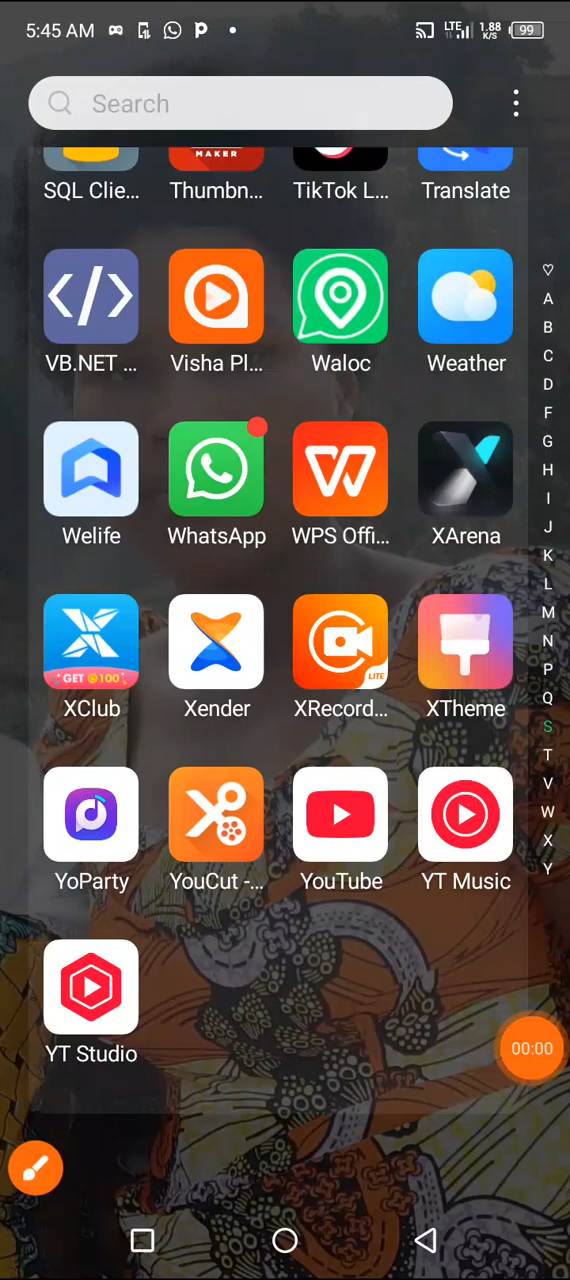 5:45 AM
LTE
1.88
K/S
99
Search
MAKER
SQL Clie... Thumbn... TikTok L... Translate
VB.NET ... Visha Pl... Waloc Weather
Welife WhatsApp WPS Offi... XArena
GET 100
LITE
XClub Xender XRecord... XTheme
YoParty YouCut -... YouTube YT Music
YT Studio
00:00
A
B
C
D
F
G
H
I
J
K
L
M
N
P
Q
S
T
V
W
X
Y